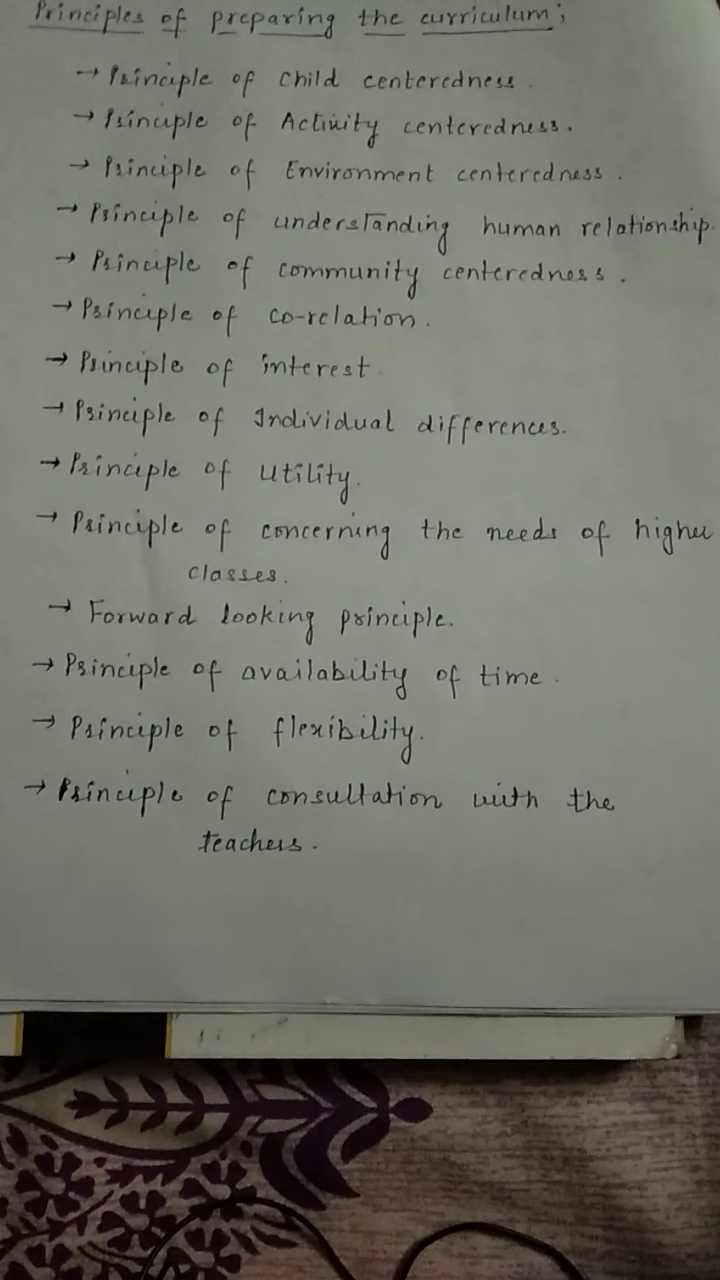 Principles of preparing the curriculum;
→ Principle of child centeredness.
→ Principle of Activity centeredness.
→ Principle of Environment centeredness.
→ Principle of understanding human relationship.
→ Principle of community centeredness.
→ Principle of co-relation.
→ Principle of interest.
→ Principle of Individual differences.
→ Principle of utility.
→ Principle of concerning the needs of higher
classes.
→ Forward looking principle.
→ Principle of availability of time.
→ Principle of flexibility.
→ Principle of consultation with the
teachers.